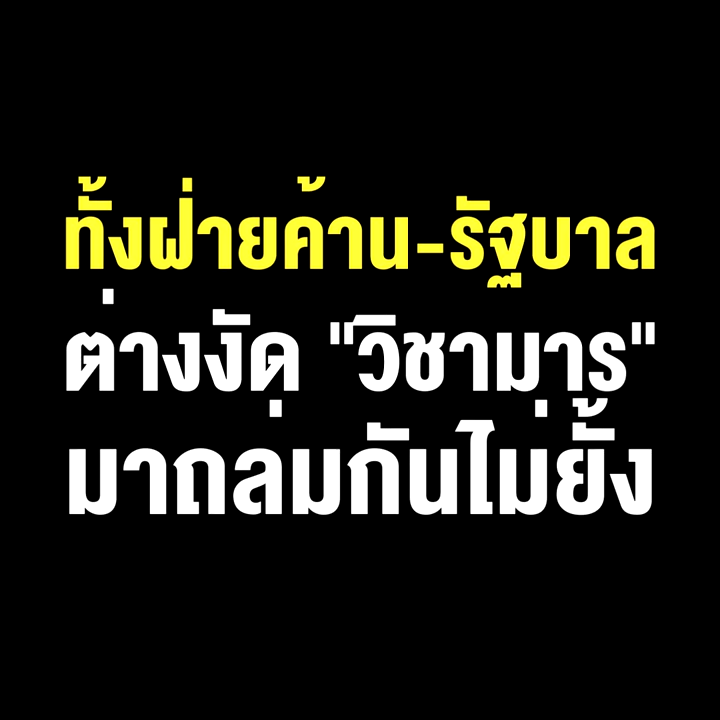 ทั้งฝ่ายค้าน-รัฐบาล
ต่างงัด "วิชามาร"
มาถล่มกันไม่ยั้ง